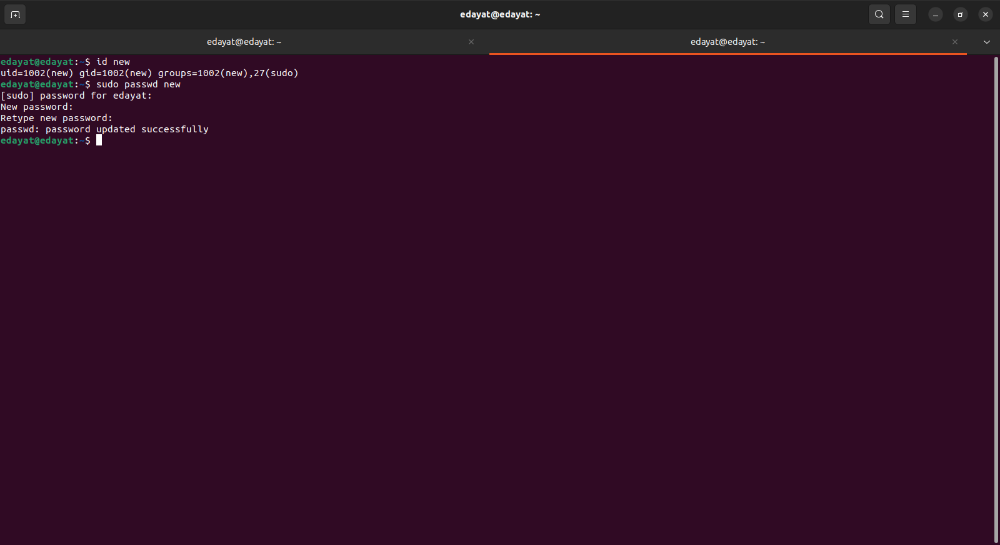 edayat@edayat: ~
edayat@edayat: ~
edayat@edayat: ~
edayat@edayat:~$ id new
uid=1002(new) gid=1002(new) groups=1002(new),27(sudo)
edayat@edayat:~$ sudo passwd new
[sudo] password for edayat:
New password:
Retype new password:
passwd: password updated successfully
edayat@edayat:~$